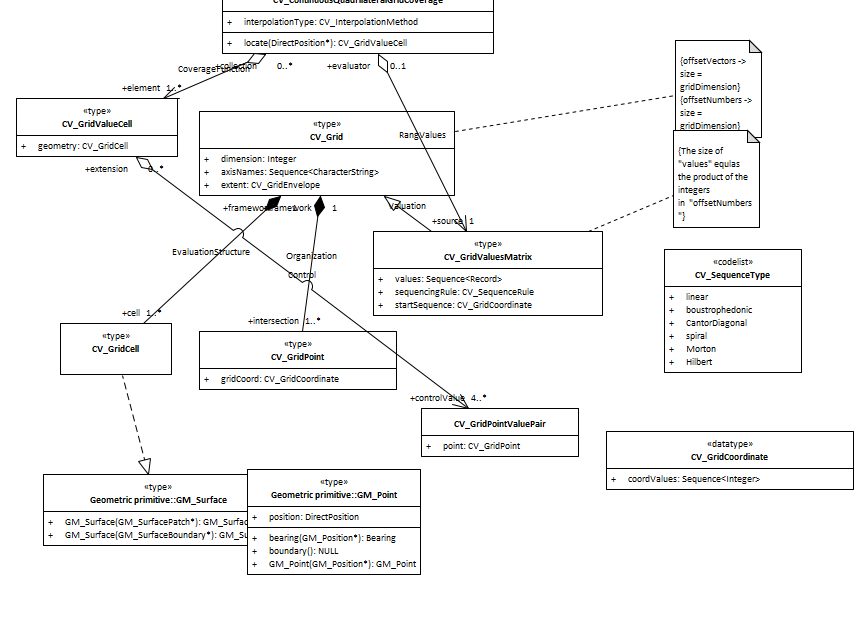 CV_ContinuousQuadrilateralGridCoverage
+ interpolationType: CV_InterpolationMethod
+ locate(DirectPosition*): CV_GridValueCell
+collection 0..*
CoverageFunction
+evaluator 0..1
+element 1..*
«type»
CV_GridValueCell
+ geometry: CV_GridCell
+extension 0..*
«type»
CV_Grid
+ dimension: Integer
+ axisNames: Sequence<CharacterString>
+ extent: CV_GridEnvelope
RangValues
{offsetVectors ->
size =
gridDimension}
{offsetNumbers ->
size =
gridDimension}
{The size of
"values" equlas
the product of the
integers
in "offsetNumbers
"}
+framework
+framework 1
Valuation
+source 1
EvaluationStructure
Organization
Control
«type»
CV_GridValuesMatrix
+ values: Sequence<Record>
+ sequencingRule: CV_SequenceRule
+ startSequence: CV_GridCoordinate
«codelist»
CV_SequenceType
+ linear
+ boustrophedonic
+ CantorDiagonal
+ spiral
+ Morton
+ Hilbert
+cell 1..*
+intersection 1..*
«type»
CV_GridCell
«type»
CV_GridPoint
+ gridCoord: CV_GridCoordinate
+controlValue 4..*
CV_GridPointValuePair
+ point: CV_GridPoint
«datatype»
CV_GridCoordinate
+ coordValues: Sequence<Integer>
«type»
Geometric primitive::GM_Surface
+ GM_Surface(GM_SurfacePatch*): GM_Surfac
+ GM_Surface(GM_SurfaceBoundary*): GM_Su
«type»
Geometric primitive::GM_Point
+ position: DirectPosition
+ bearing(GM_Position*): Bearing
+ boundary(): NULL
+ GM_Point(GM_Position*): GM_Point